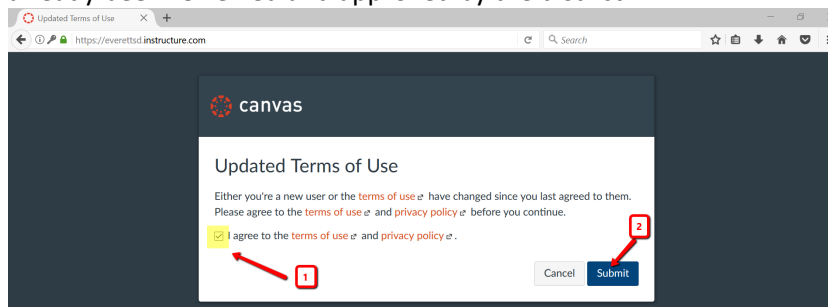 Updated Terms of Use
https://everettsd.instructure.com
Search
canvas
Updated Terms of Use
Either you're a new user or the terms of use have changed since you last agreed to them.
Please agree to the terms of use and privacy policy before you continue.
I agree to the terms of use and privacy policy .
2
1
Cancel Submit